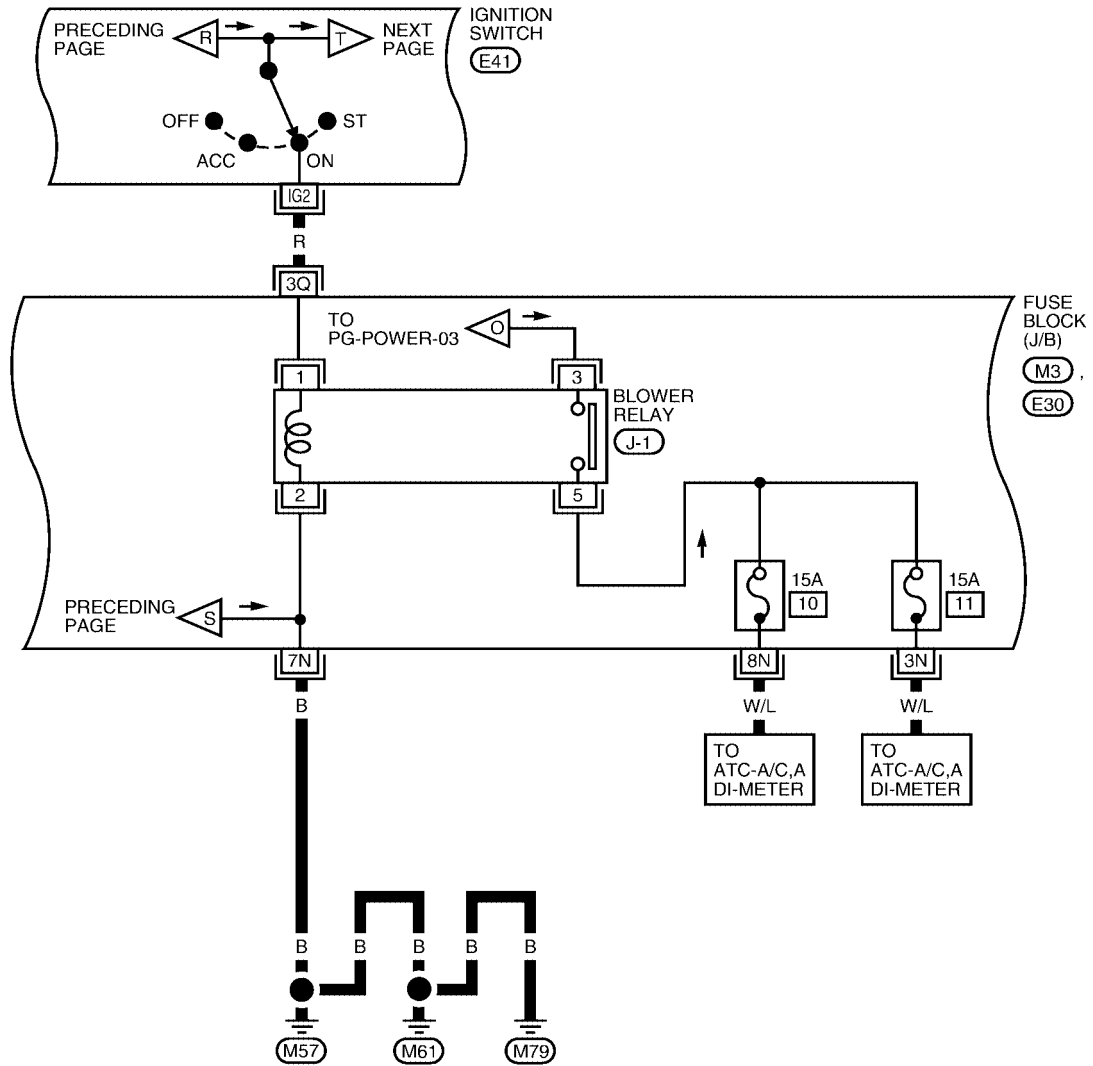 PRECEDING
PAGE
R
T
NEXT
PAGE
IGNITION
SWITCH
E41
OFF
ACC
ON
ST
IG2
R
3Q
TO
PG-POWER-03
O
FUSE
BLOCK
(J/B)
M3 ,
E30
1
3
BLOWER
RELAY
J-1
2
5
15A
10
15A
11
PRECEDING
PAGE
S
7N
8N
3N
B
W/L
W/L
TO
ATC-A/C,A
DI-METER
TO
ATC-A/C,A
DI-METER
B
B
B
B
B
M57
M61
M79